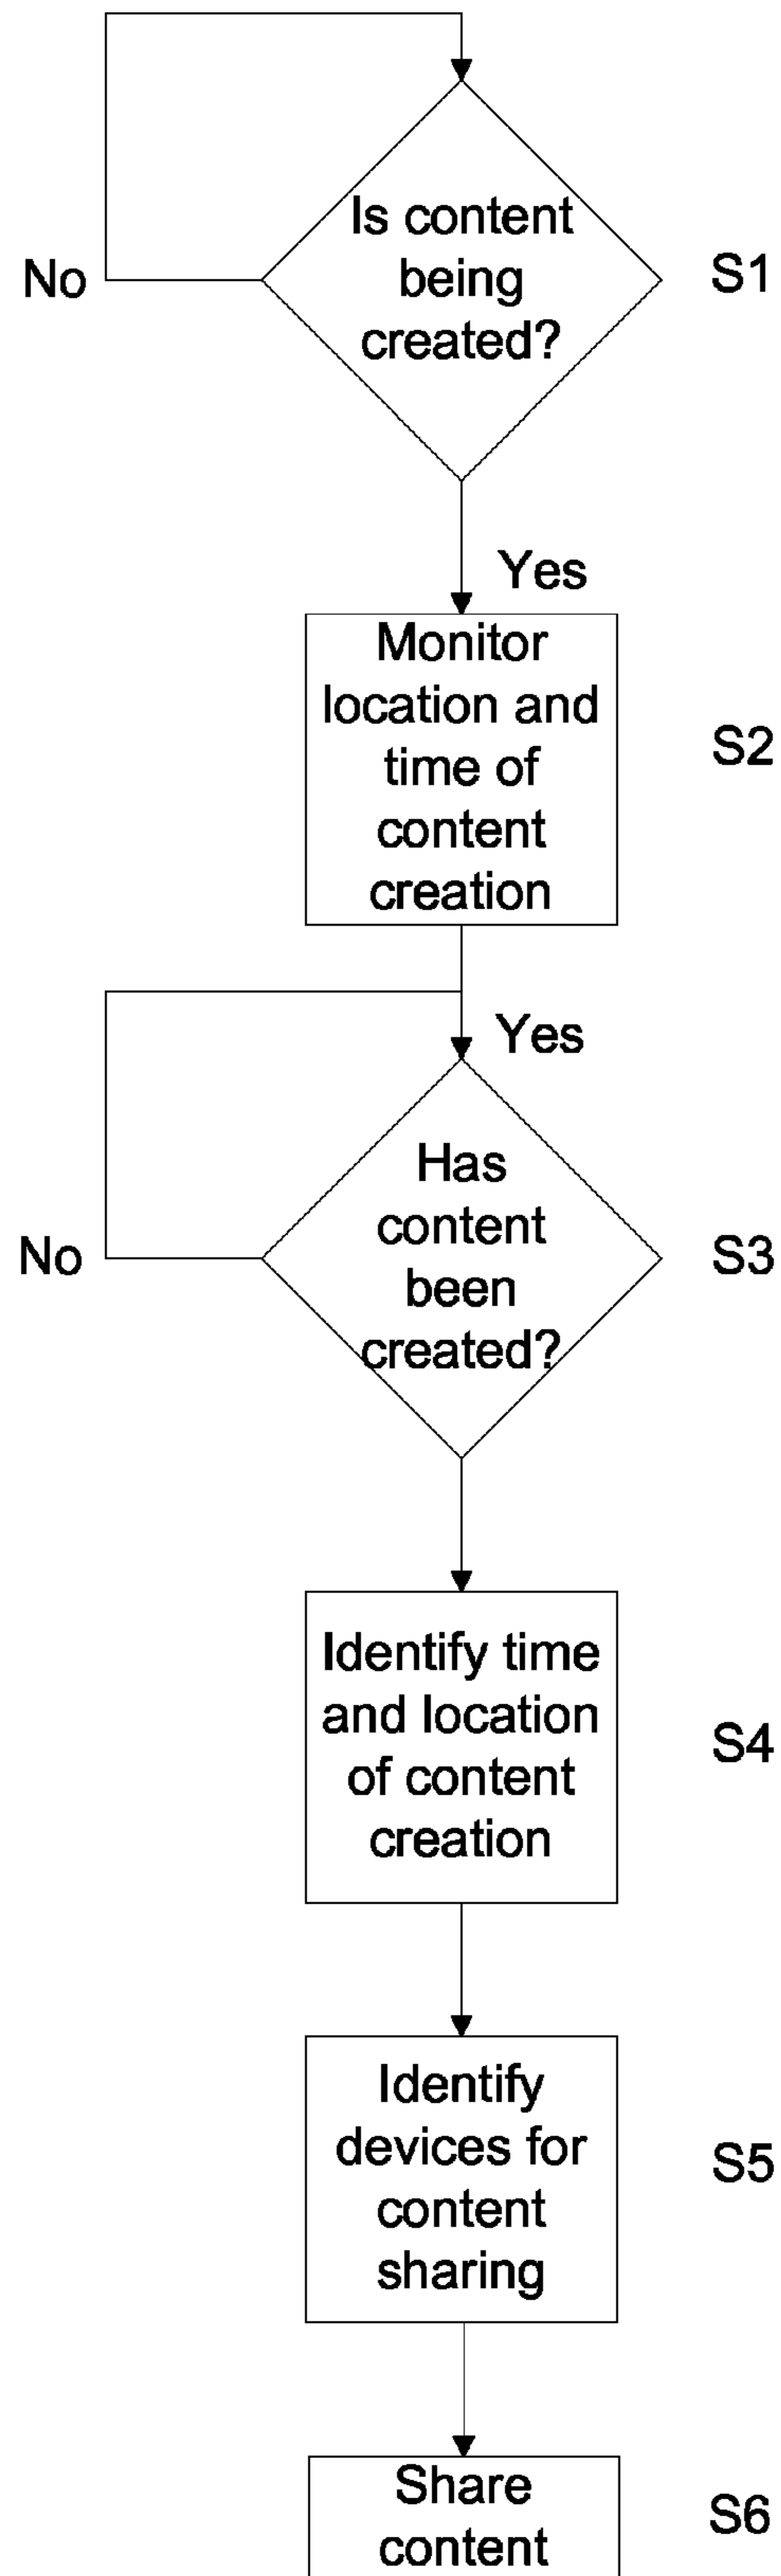 Is content
being
created?
No
S1
Yes
Monitor
location and
time of
content
creation
S2
Yes
Has
content
been
created?
No
S3
Identify time
and location
of content
creation
S4
Identify
devices for
content
sharing
S5
Share
content
S6